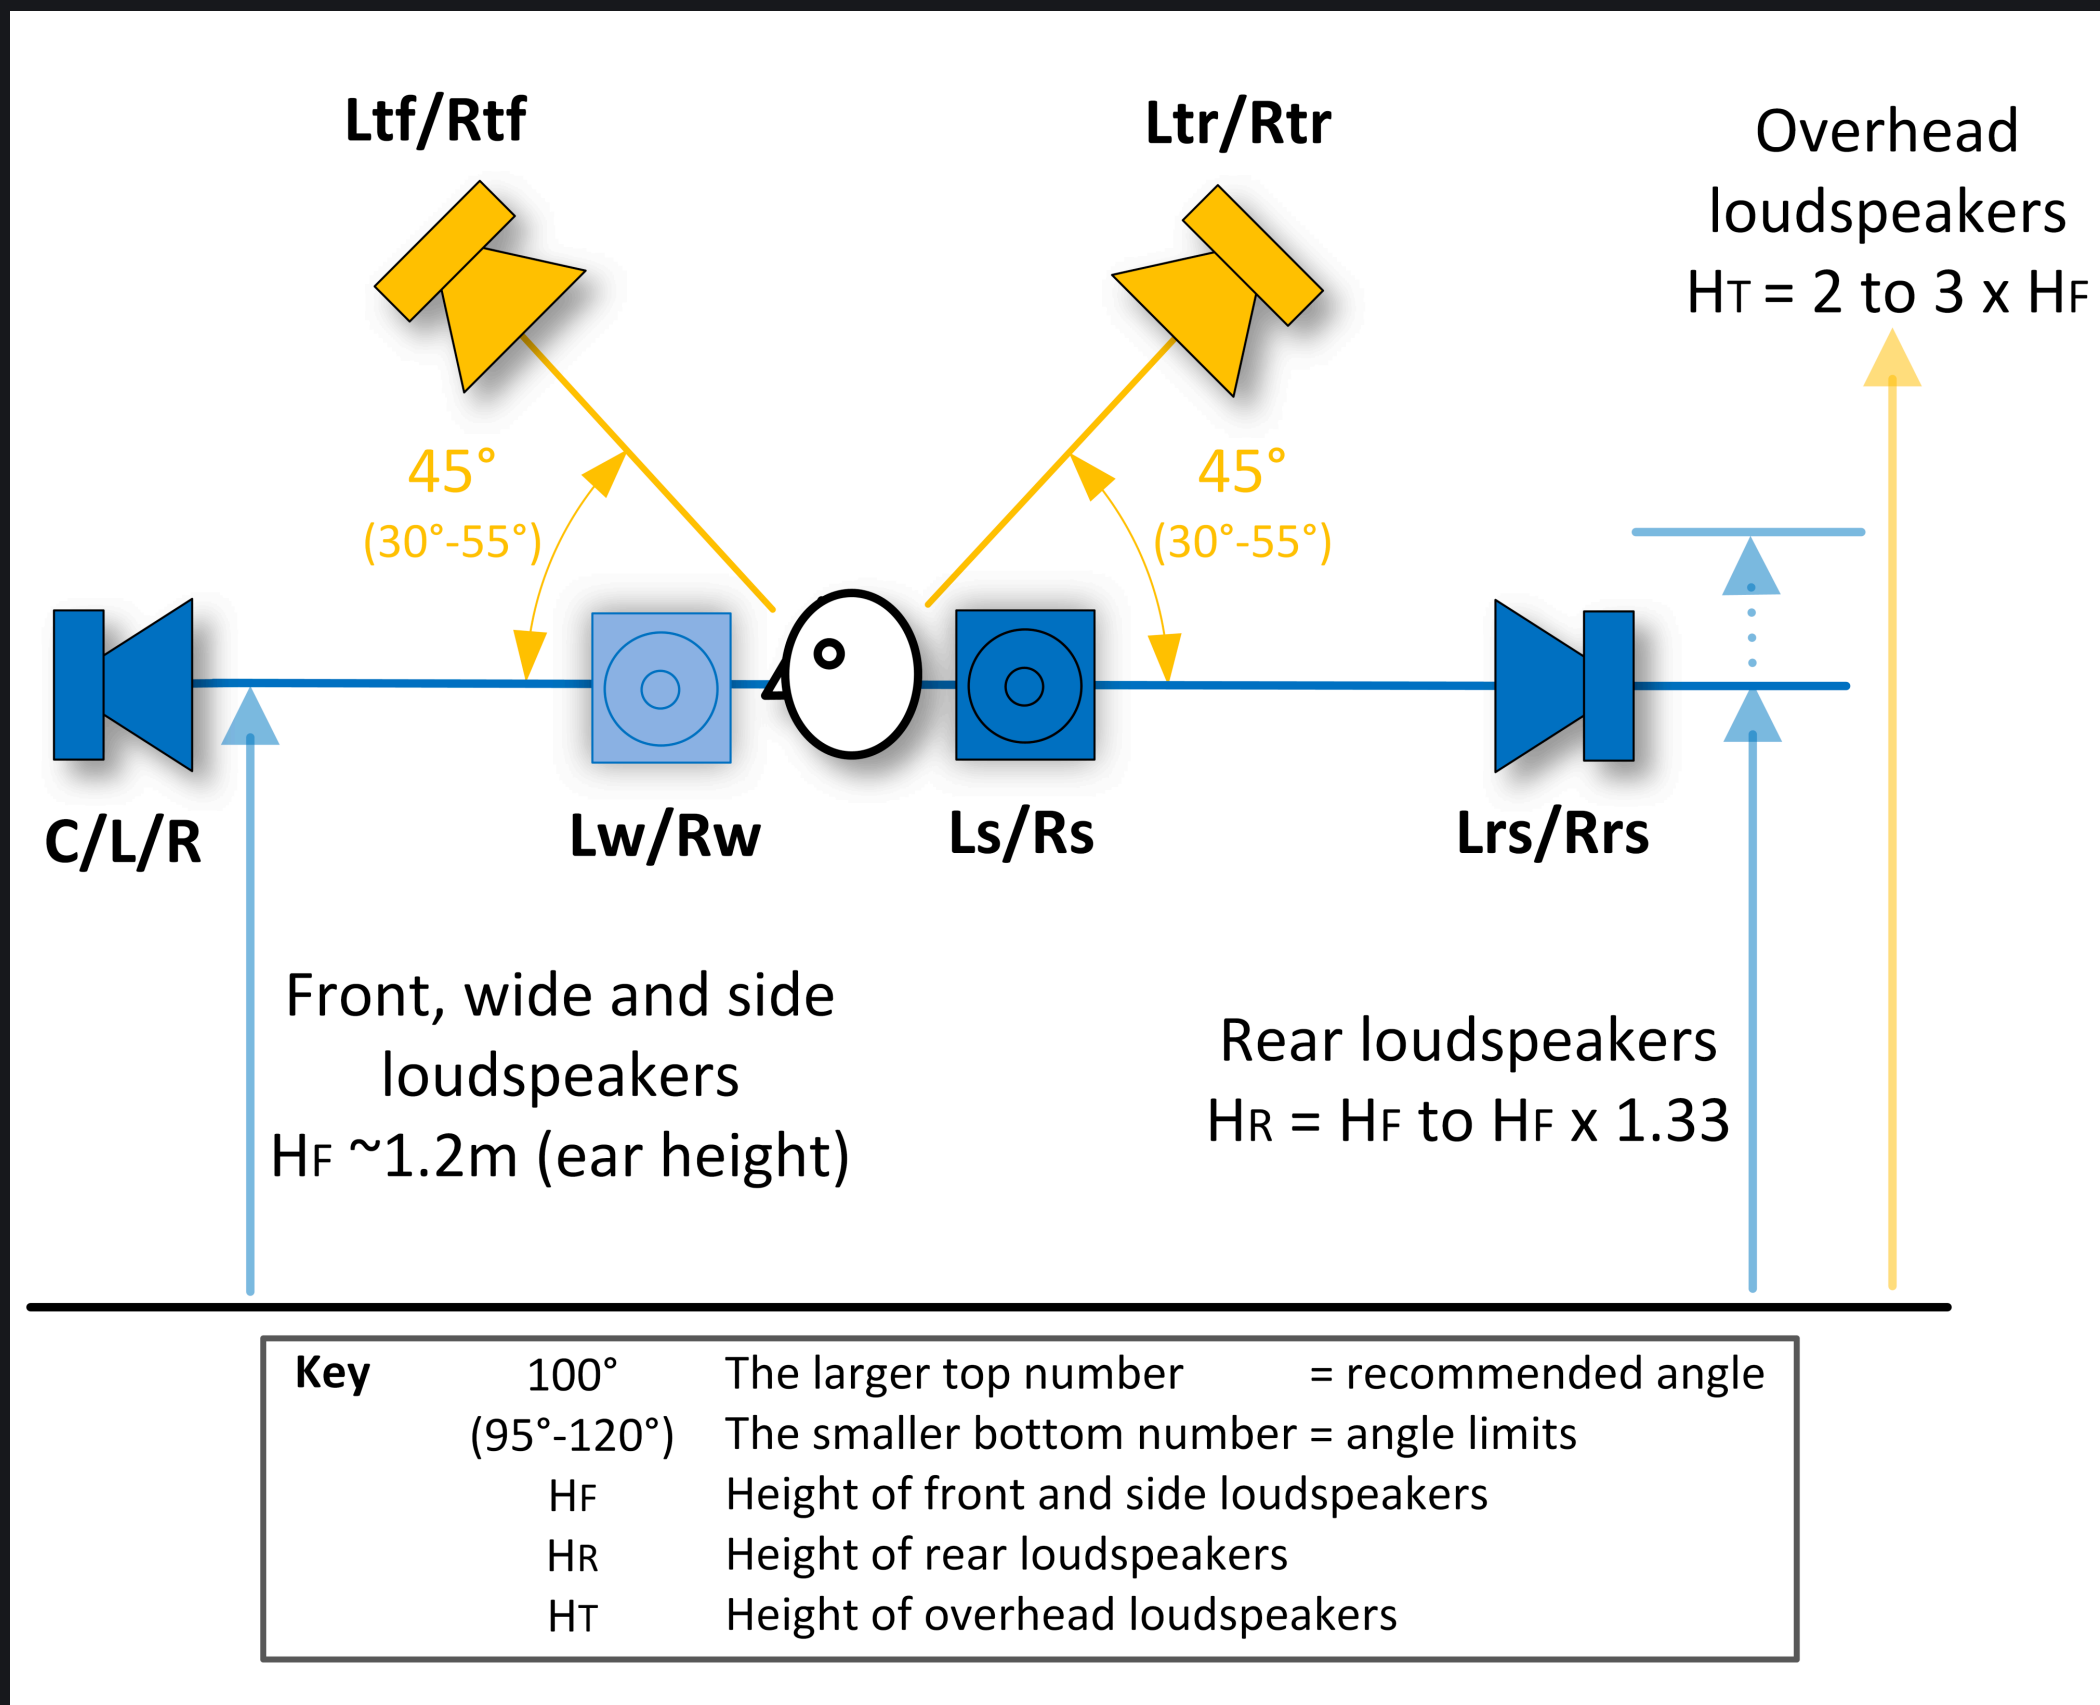 Ltf/Rtf
Ltr/Rtr
Overhead
loudspeakers
HT = 2 to 3 x HF
45°
(30°-55°)
45°
(30°-55°)
C/L/R
Lw/Rw
Ls/Rs
Lrs/Rrs
Front, wide and side
loudspeakers
HF ~1.2m (ear height)
Rear loudspeakers
HR = HF to HF x 1.33
Key 100° The larger top number = recommended angle
(95°-120°) The smaller bottom number = angle limits
HF Height of front and side loudspeakers
HR Height of rear loudspeakers
HT Height of overhead loudspeakers